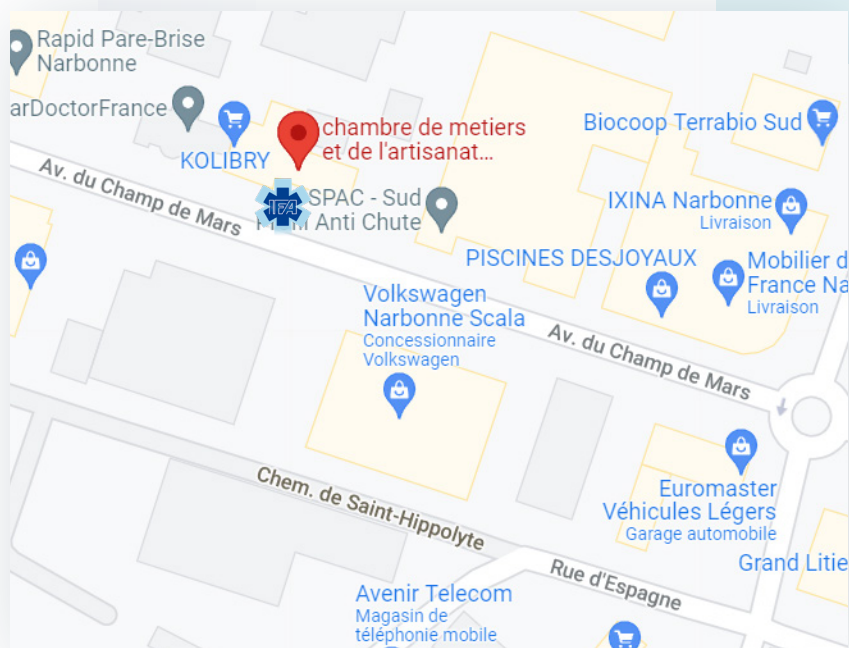 Rapid Pare-Brise
Narbonne
arDoctorFrance
KOLIBRY
chambre de metiers
et de l'artisanat...
Biocoop Terrabio Sud
Av. du Champ de Mars
IFA
SPAC - Sud
Anti Chute
IXINA Narbonne
Livraison
PISCINES DESJOYAUX
Mobilier d
France Na
Livraison
Volkswagen
Narbonne Scala
Concessionnaire
Volkswagen
Av. du Champ de Mars
Chem. de Saint-Hippolyte
Euromaster
Véhicules Légers
Garage automobile
Grand Litie
Rue d'Espagne
Avenir Telecom
Magasin de
téléphonie mobile